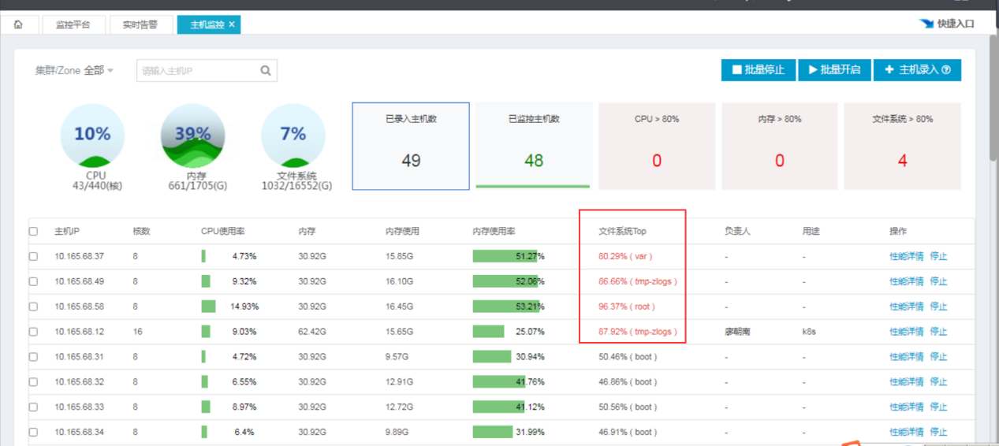 监控平台 实时告警 主机监控 × 快捷入口
集群/Zone 全部 请输入主机IP 批量停止 批量开启 主机录入
10% 39% 7%
CPU 内存 文件系统
43/440(核) 661/1705(G) 1032/16552(G)
已录入主机数 已监控主机数 CPU > 80% 内存 > 80% 文件系统 > 80%
49 48 0 0 4
主机IP 核数 CPU使用率 内存 内存使用 内存使用率 文件系统Top 负责人 用途 操作
10.165.68.37 8 4.73% 30.92G 15.85G 51.27% 80.29% ( var ) - - 性能详情 停止
10.165.68.49 8 9.32% 30.92G 16.10G 52.06% 86.66% ( tmp-zlogs ) - - 性能详情 停止
10.165.68.58 8 14.93% 30.92G 16.45G 53.21% 96.37% ( root ) - - 性能详情 停止
10.165.68.12 16 9.03% 62.42G 15.65G 25.07% 87.92% ( tmp-zlogs ) 廖朝南 k8s 性能详情 停止
10.165.68.31 8 4.72% 30.92G 9.57G 30.94% 50.46% ( boot ) - - 性能详情 停止
10.165.68.32 8 6.55% 30.92G 12.91G 41.76% 46.86% ( boot ) - - 性能详情 停止
10.165.68.33 8 8.97% 30.92G 12.72G 41.12% 50.56% ( boot ) - - 性能详情 停止
10.165.68.34 8 6.4% 30.92G 9.89G 31.99% 46.91% ( boot ) - - 性能详情 停止